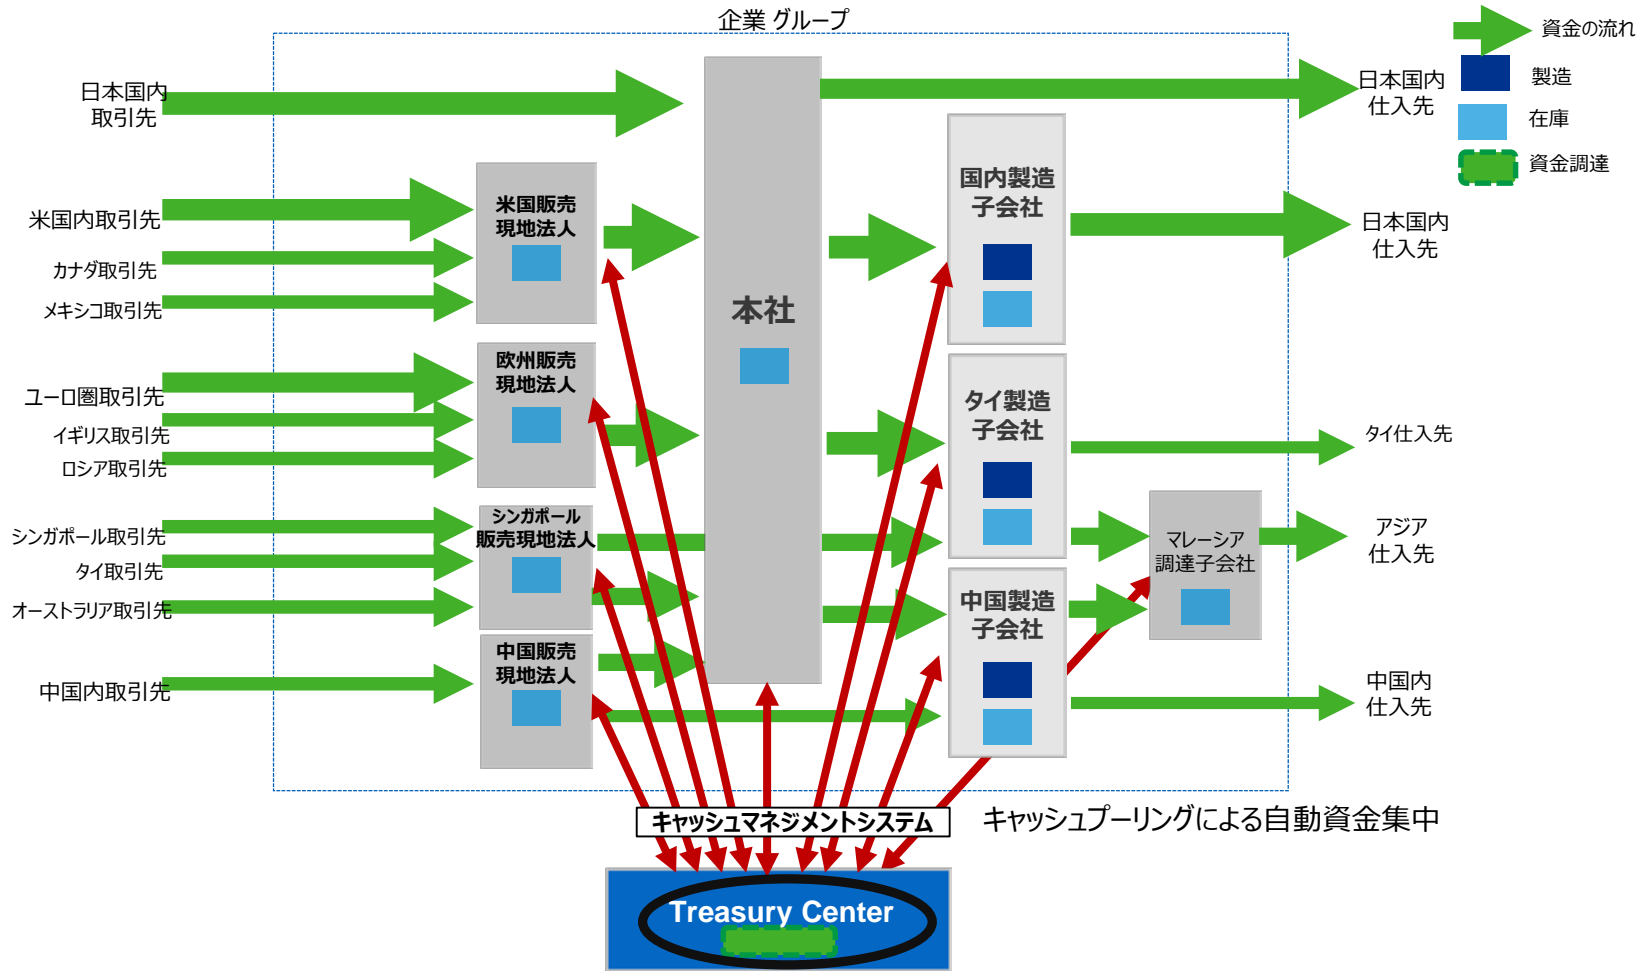 企業 グループ
資金の流れ
製造
在庫
資金調達
日本国内
取引先
米国内取引先
カナダ取引先
メキシコ取引先
ユーロ圏取引先
イギリス取引先
ロシア取引先
シンガポール取引先
タイ取引先
オーストラリア取引先
中国内取引先
米国販売
現地法人
欧州販売
現地法人
シンガポール
販売現地法人
中国販売
現地法人
本社
国内製造
子会社
タイ製造
子会社
中国製造
子会社
マレーシア
調達子会社
日本国内
仕入先
日本国内
仕入先
タイ仕入先
アジア
仕入先
中国内
仕入先
キャッシュマネジメントシステム
キャッシュプーリングによる自動資金集中
Treasury Center